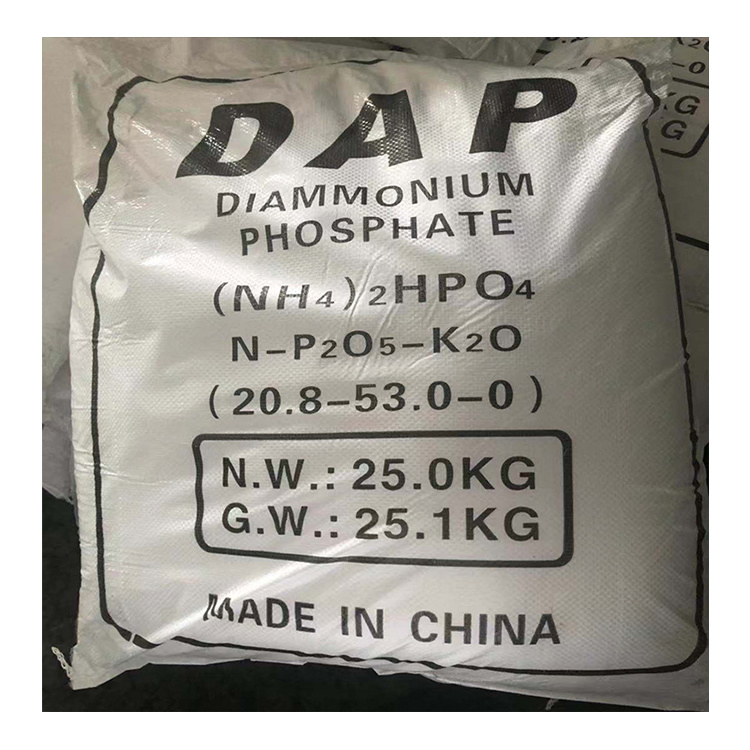 DAP
DIAMMONIUM
PHOSPHATE
(NH4)2HPO4
N-P2O5-K2O
(20.8-53.0-0)
N.W.: 25.0KG
G.W.: 25.1KG
MADE IN CHINA